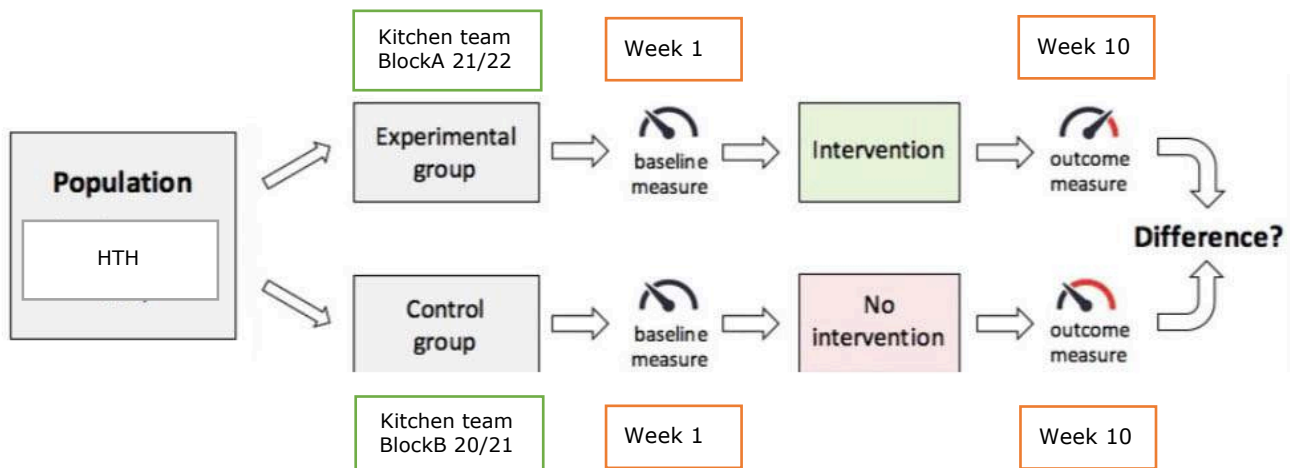 Kitchen team
BlockA 21/22
Week 1
Week 10
Population
HTH
Experimental
group
baseline
measure
Intervention
outcome
measure
Difference?
Control
group
baseline
measure
No
intervention
outcome
measure
Kitchen team
BlockB 20/21
Week 1
Week 10